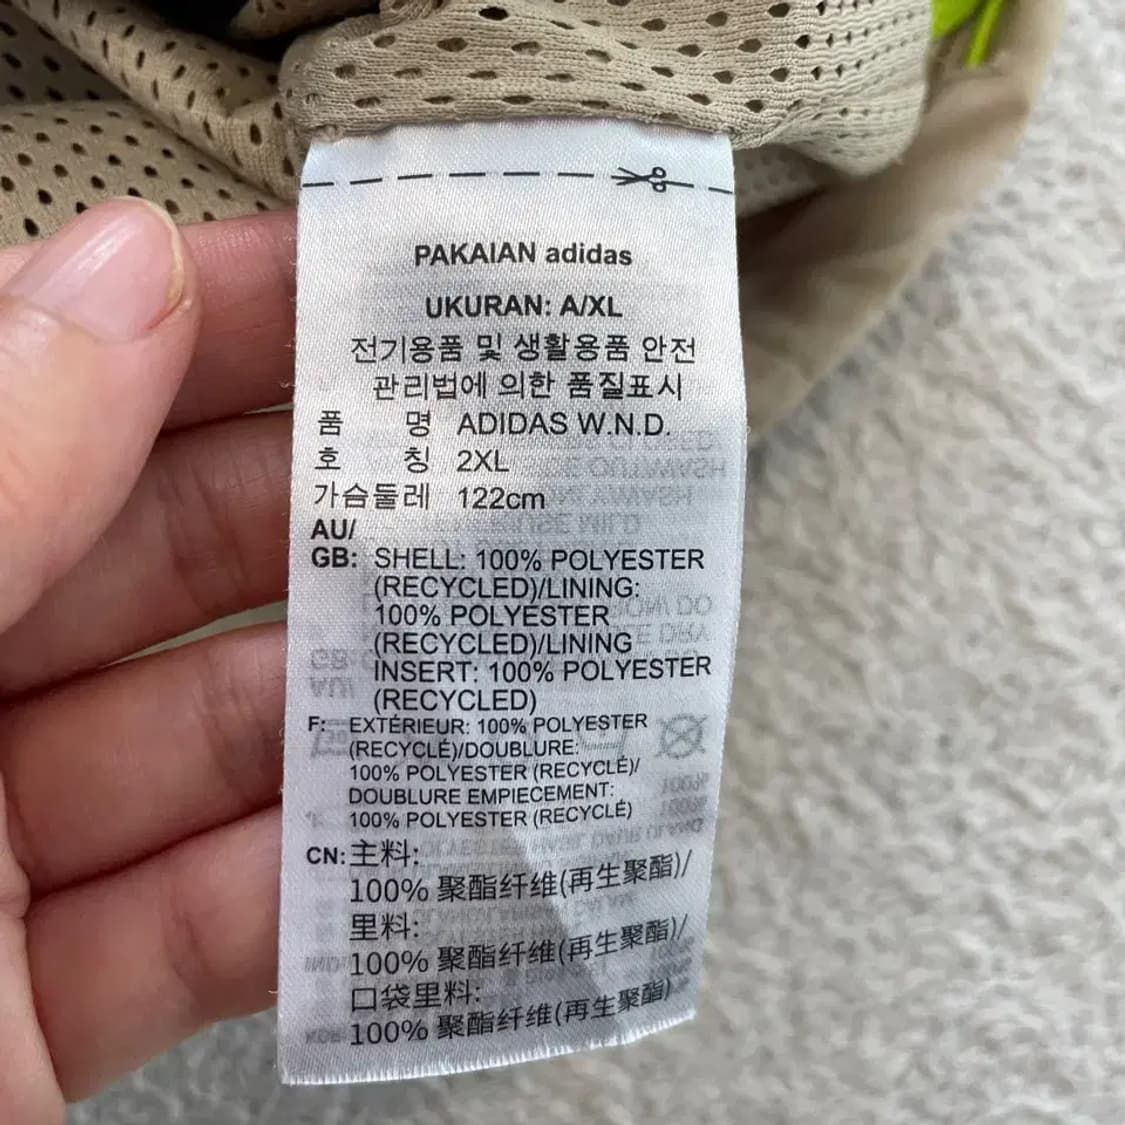 PAKAIAN adidas
UKURAN: A/XL
전기용품 및 생활용품 안전
관리법에 의한 품질표시
품 명 ADIDAS W.N.D.
호 칭 2XL
가슴둘레 122cm
AU/
GB: SHELL: 100% POLYESTER
(RECYCLED)/LINING:
100% POLYESTER
(RECYCLED)/LINING
INSERT: 100% POLYESTER
(RECYCLED)
F: EXTÉRIEUR: 100% POLYESTER
(RECYCLÉ)/DOUBLURE:
100% POLYESTER (RECYCLÉ)/
DOUBLURE EMPIECEMENT:
100% POLYESTER (RECYCLÉ)
CN: 主料:
100% 聚酯纤维(再生聚酯)/
里料:
100% 聚酯纤维(再生聚酯)/
口袋里料:
100% 聚酯纤维(再生聚酯)